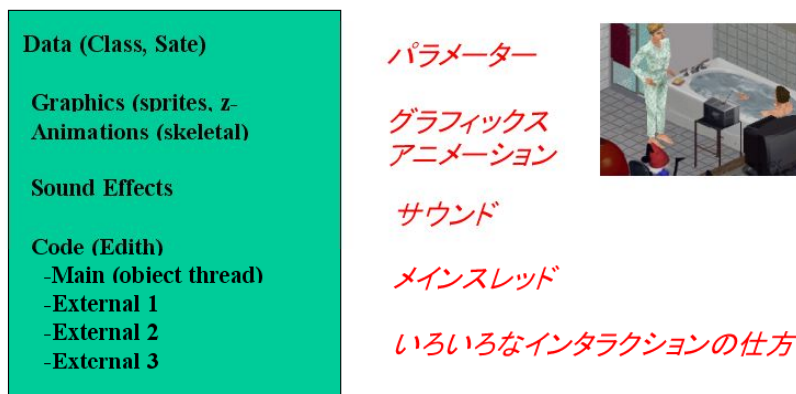 Data (Class, Sate)
Graphics (sprites, z-
Animations (skeletal)
Sound Effects
Code (Edith)
-Main (object thread)
-External 1
-External 2
-External 3
パラメーター
グラフィックス
アニメーション
サウンド
メインスレッド
いろいろなインタラクションの仕方